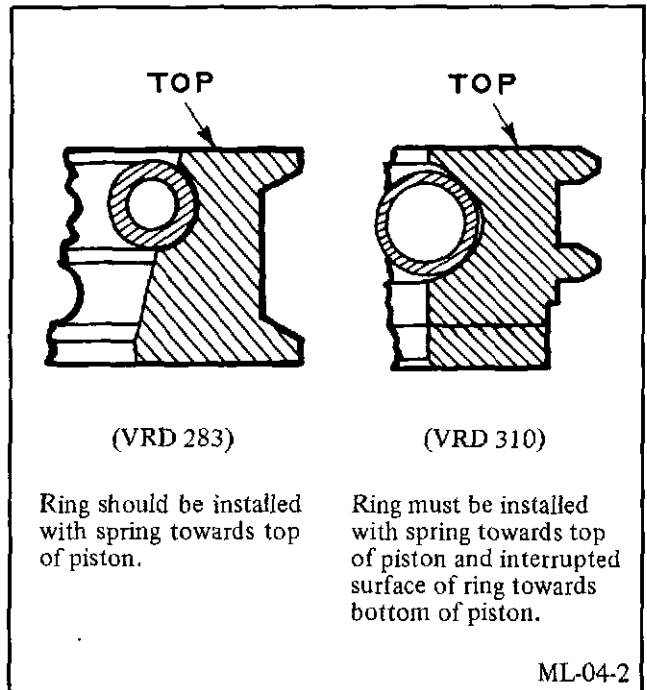 TOP
TOP
(VRD 283)
(VRD 310)
Ring should be installed
with spring towards top
of piston.
Ring must be installed
with spring towards top
of piston and interrupted
surface of ring towards
bottom of piston.
ML-04-2